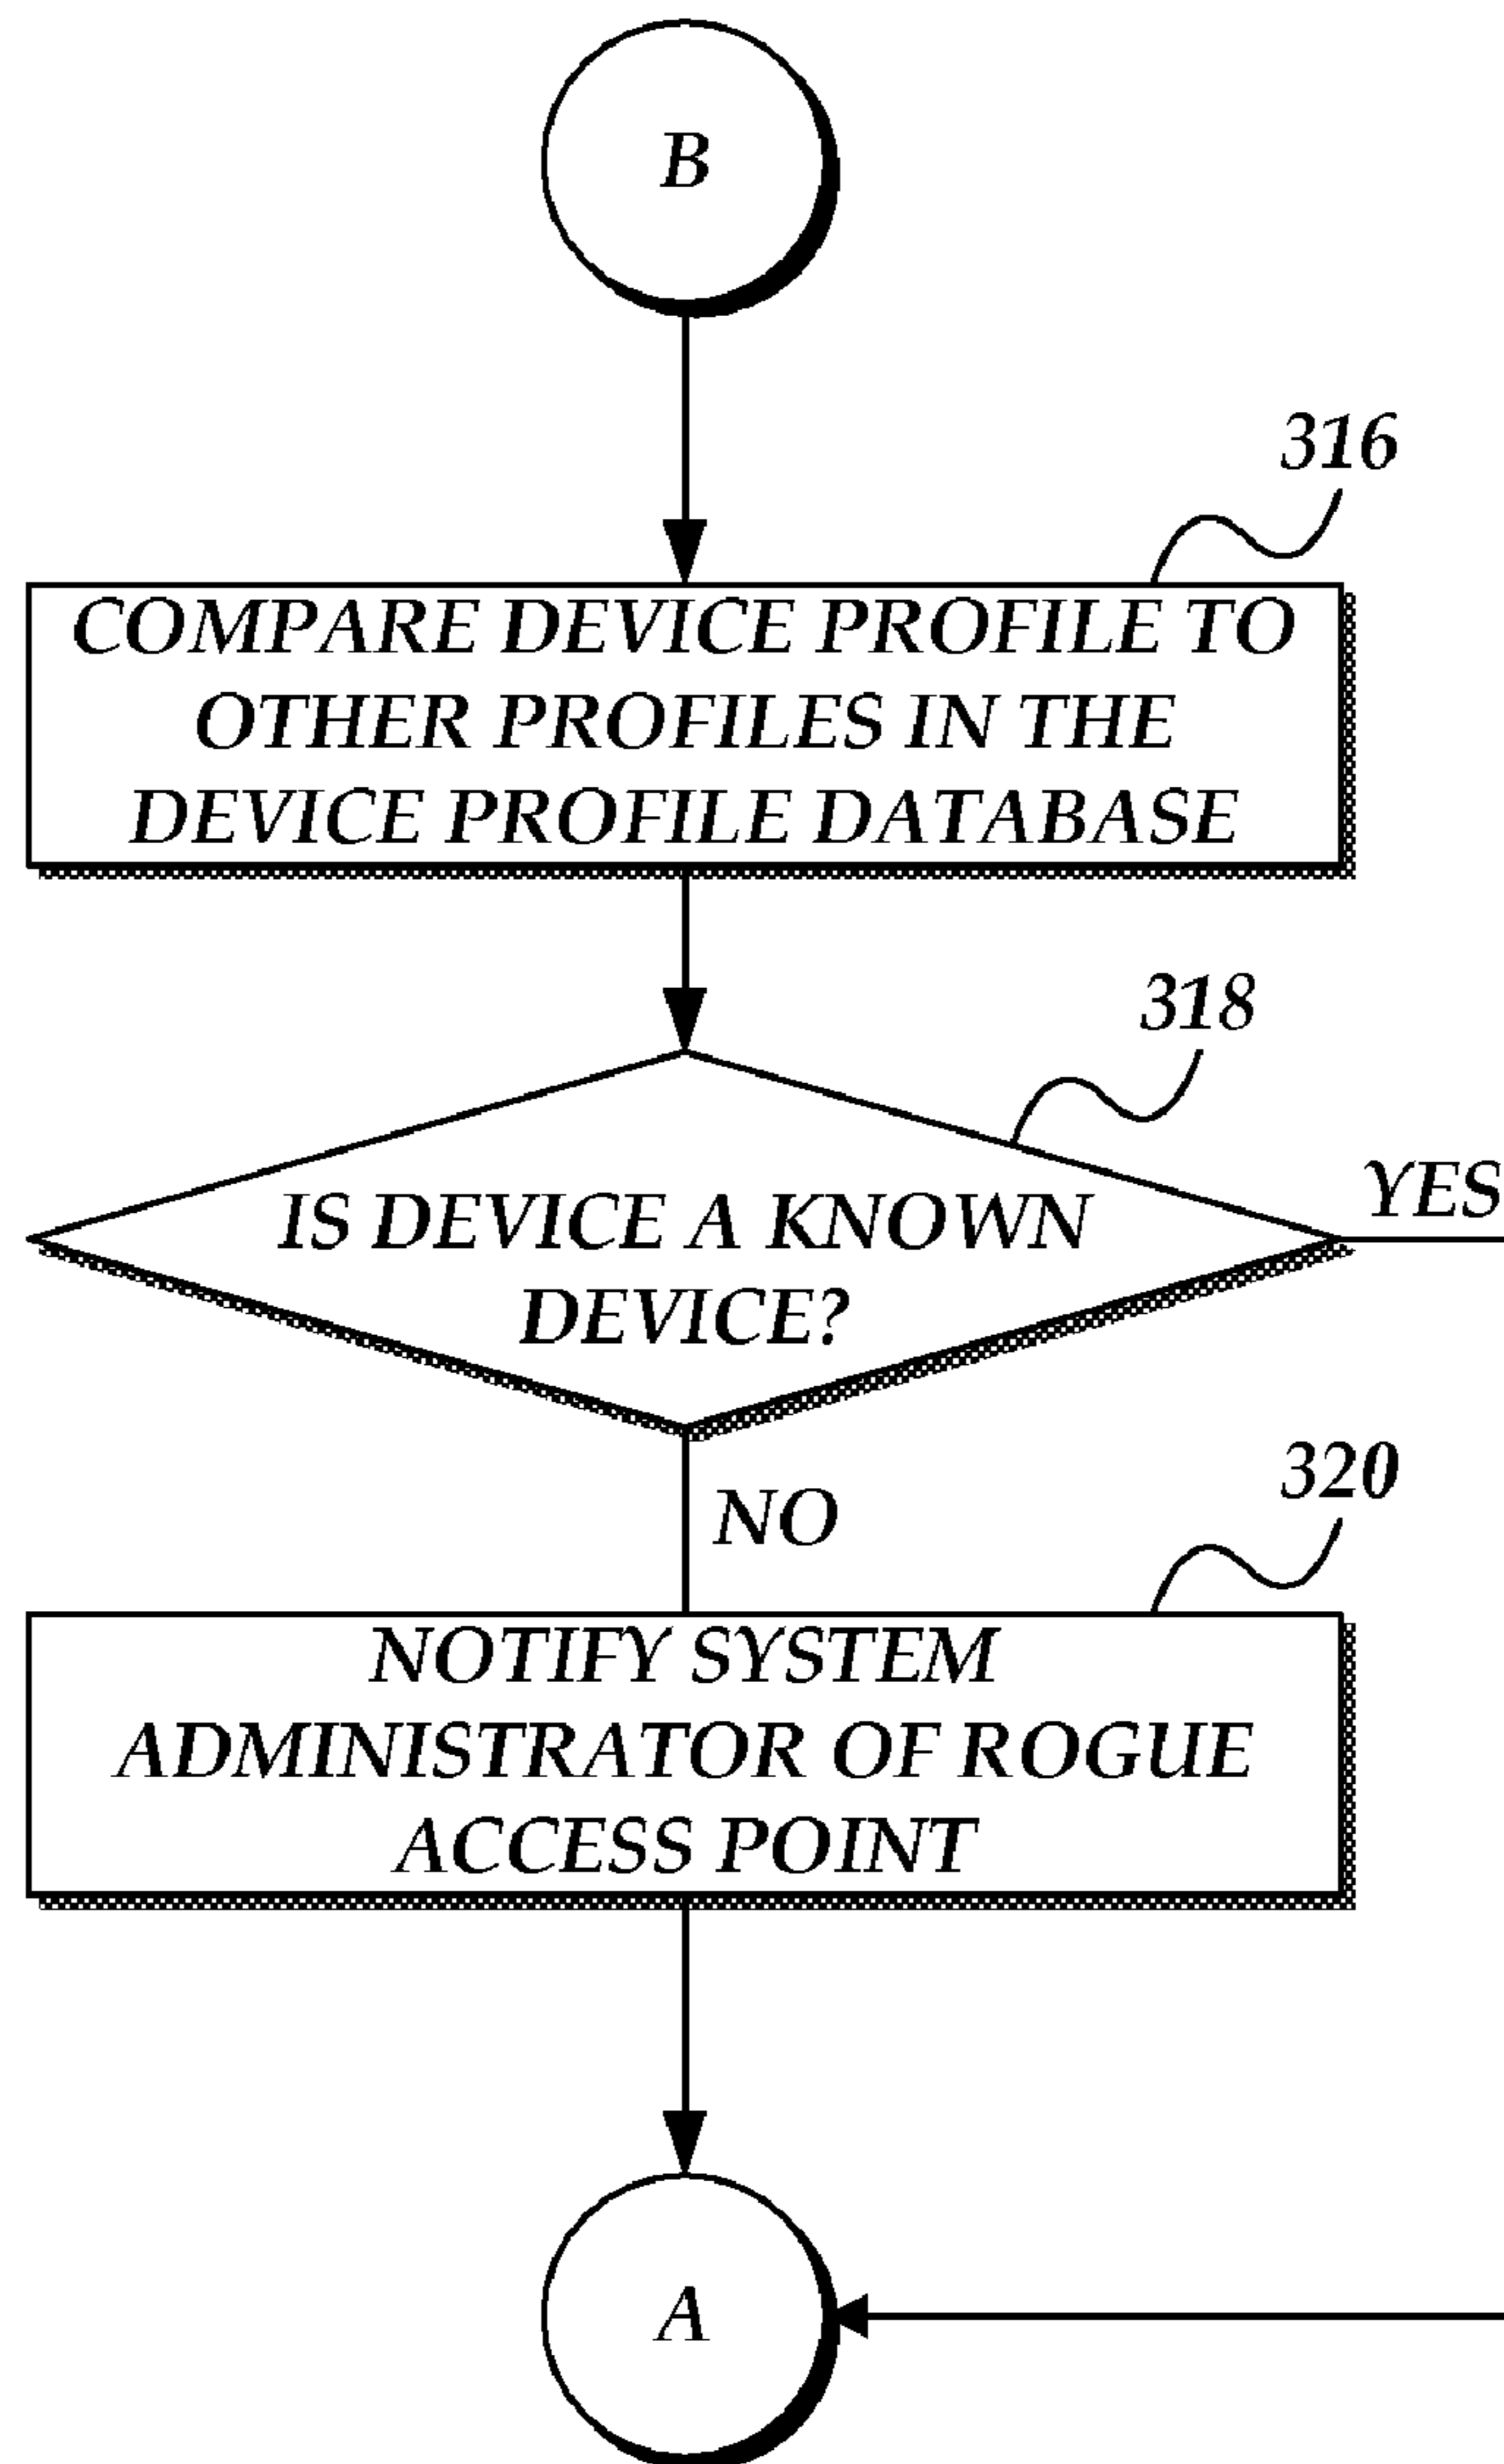 B
316
COMPARE DEVICE PROFILE TO
OTHER PROFILES IN THE
DEVICE PROFILE DATABASE
318
IS DEVICE A KNOWN
DEVICE?
YES
NO
320
NOTIFY SYSTEM
ADMINISTRATOR OF ROGUE
ACCESS POINT
A